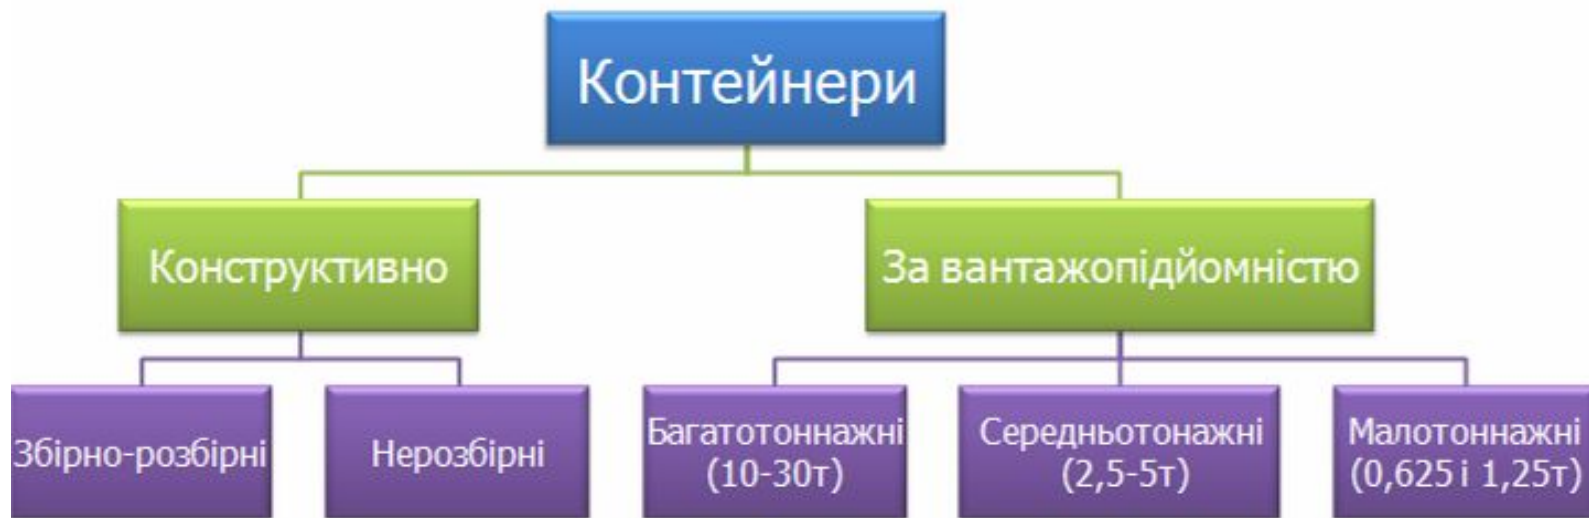 Контейнери
Конструктивно
За вантажопідйомністю
Збірно-розбірні
Нерозбірні
Багатотоннажні
(10-30т)
Середньотонажні
(2,5-5т)
Малотоннажні
(0,625 і 1,25т)